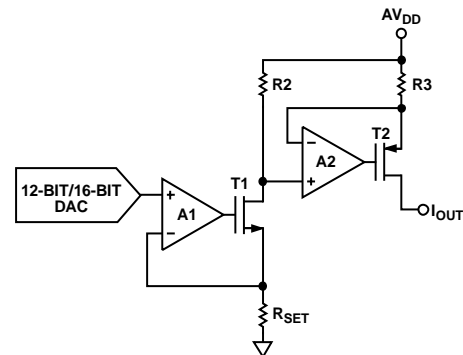 AVDD
R2
R3
T2
A2
T1
12-BIT/16-BIT
DAC
A1
IOUT
RSET